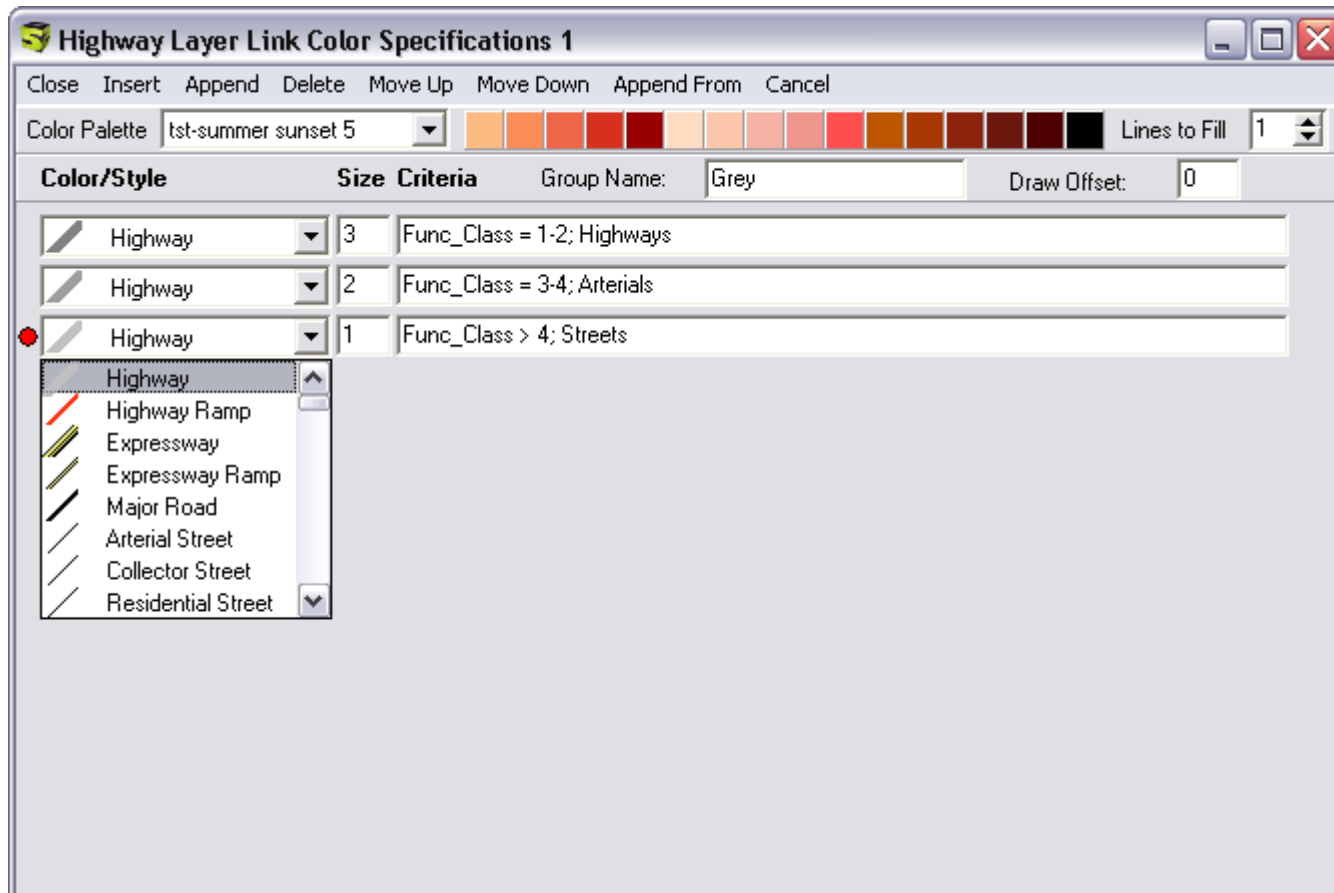 Highway Layer Link Color Specifications 1
Close Insert Append Delete Move Up Move Down Append From Cancel
Color Palette tst-summer sunset 5 Lines to Fill 1
Color/Style Size Criteria Group Name: Grey Draw Offset: 0
Highway 3 Func_Class = 1-2; Highways
Highway 2 Func_Class = 3-4; Arterials
Highway 1 Func_Class > 4; Streets
Highway
Highway Ramp
Expressway
Expressway Ramp
Major Road
Arterial Street
Collector Street
Residential Street